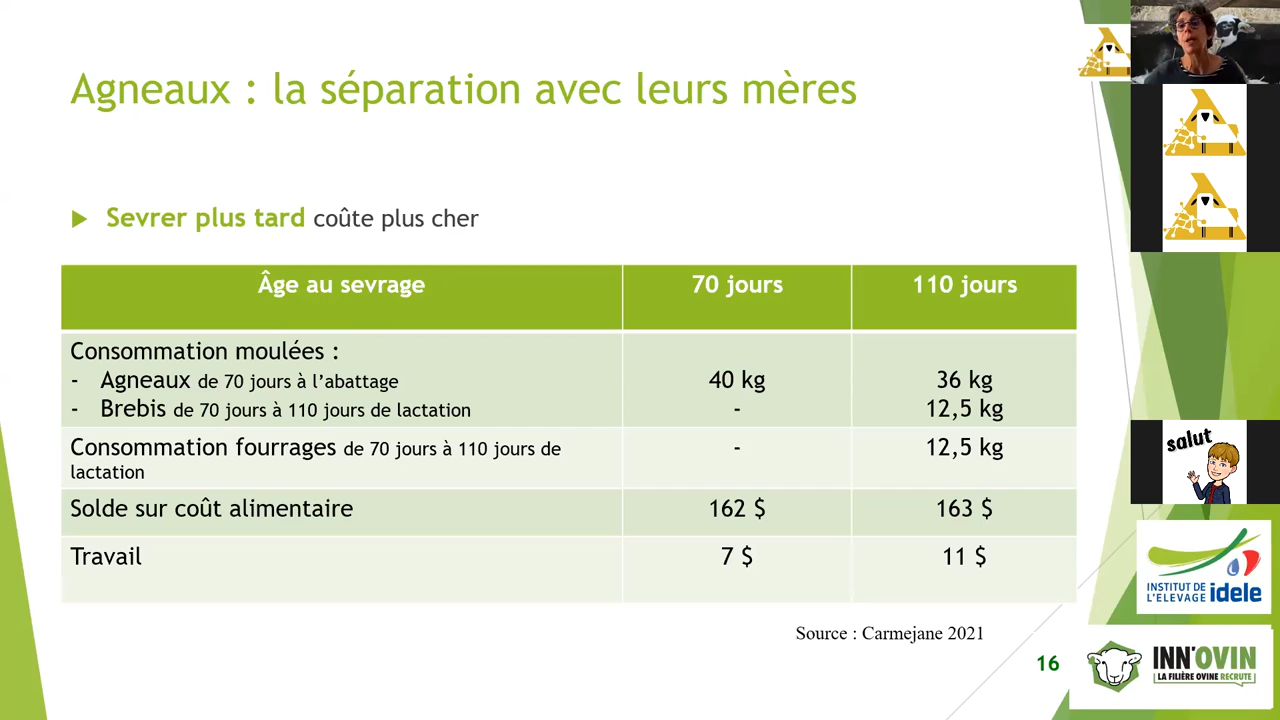 Agneaux : la séparation avec leurs mères
Sevrer plus tard coûte plus cher
Âge au sevrage 70 jours 110 jours
Consommation moulées :
- Agneaux de 70 jours à l'abattage 40 kg 36 kg
- Brebis de 70 jours à 110 jours de lactation - 12,5 kg
Consommation fourrages de 70 jours à 110 jours de - 12,5 kg
lactation
Solde sur coût alimentaire 162 $ 163 $
Travail 7 $ 11 $
Source : Carmejane 2021
16
salut
INSTITUT DE
L'ELEVAGE idele
INN'OVIN
LA FILIÈRE OVINE RECRUTE